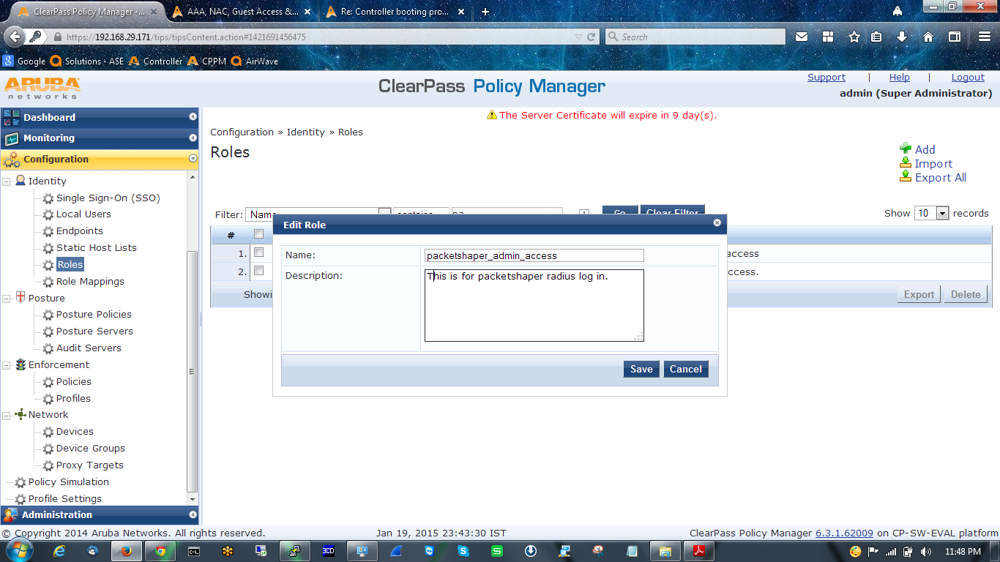 ClearPass Policy Manager -...
AAA, NAC, Guest Access &...
Re: Controller booting pro...
https://192.168.29.171/tips/tipsContent.action#1421691456475
Search
Google
Solutions - ASE
Controller
CPPM
AirWave
ARUBA
networks
ClearPass Policy Manager
Support | Help | Logout
admin (Super Administrator)
Dashboard
Monitoring
Configuration
Identity
Single Sign-On (SSO)
Local Users
Endpoints
Static Host Lists
Roles
Role Mappings
Posture
Posture Policies
Posture Servers
Audit Servers
Enforcement
Policies
Profiles
Network
Devices
Device Groups
Proxy Targets
Policy Simulation
Profile Settings
Administration
The Server Certificate will expire in 9 day(s).
Configuration » Identity » Roles
Roles
Add
Import
Export All
Filter: Name contains pa Go Clear Filter
Show 10 records
#
1.
access
2.
ccess.
Showi
Export Delete
Edit Role
Name: packetshaper_admin_access
Description: This is for packetshaper radius log in.
Save Cancel
© Copyright 2014 Aruba Networks. All rights reserved.
Jan 19, 2015 23:43:30 IST
ClearPass Policy Manager 6.3.1.62009 on CP-SW-EVAL platform
11:48 PM